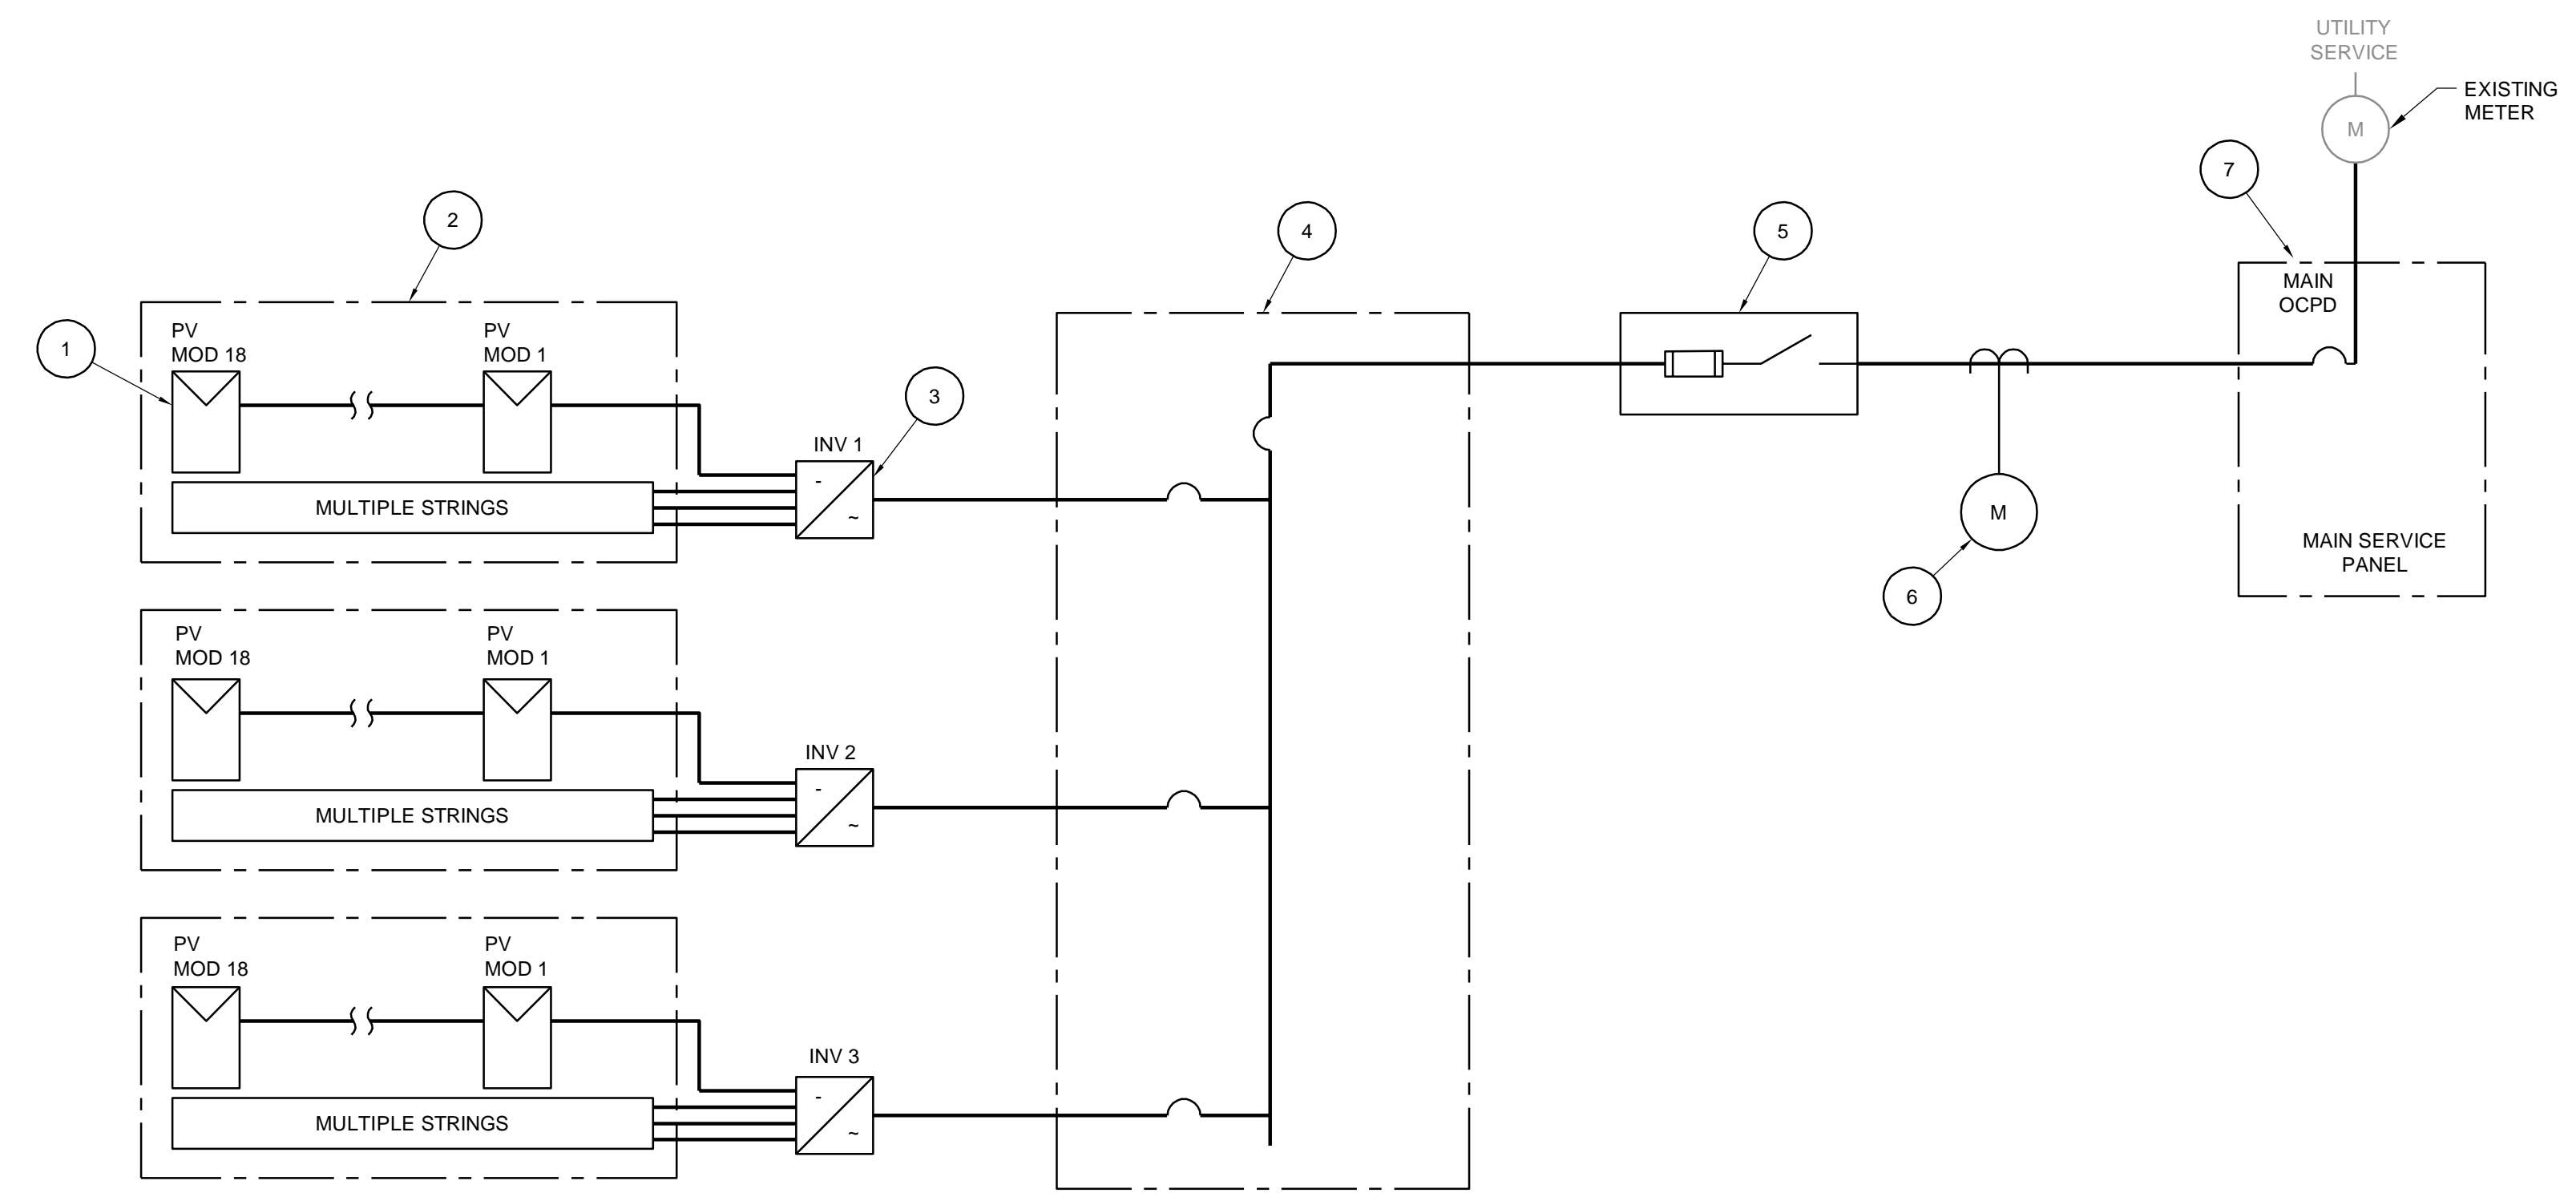 UTILITY
SERVICE
M
EXISTING
METER
7
2
4
5
MAIN
OCPD
1
PV
MOD 18
PV
MOD 1
3
INV 1
-
~
MULTIPLE STRINGS
M
6
MAIN SERVICE
PANEL
PV
MOD 18
PV
MOD 1
INV 2
-
~
MULTIPLE STRINGS
PV
MOD 18
PV
MOD 1
INV 3
-
~
MULTIPLE STRINGS